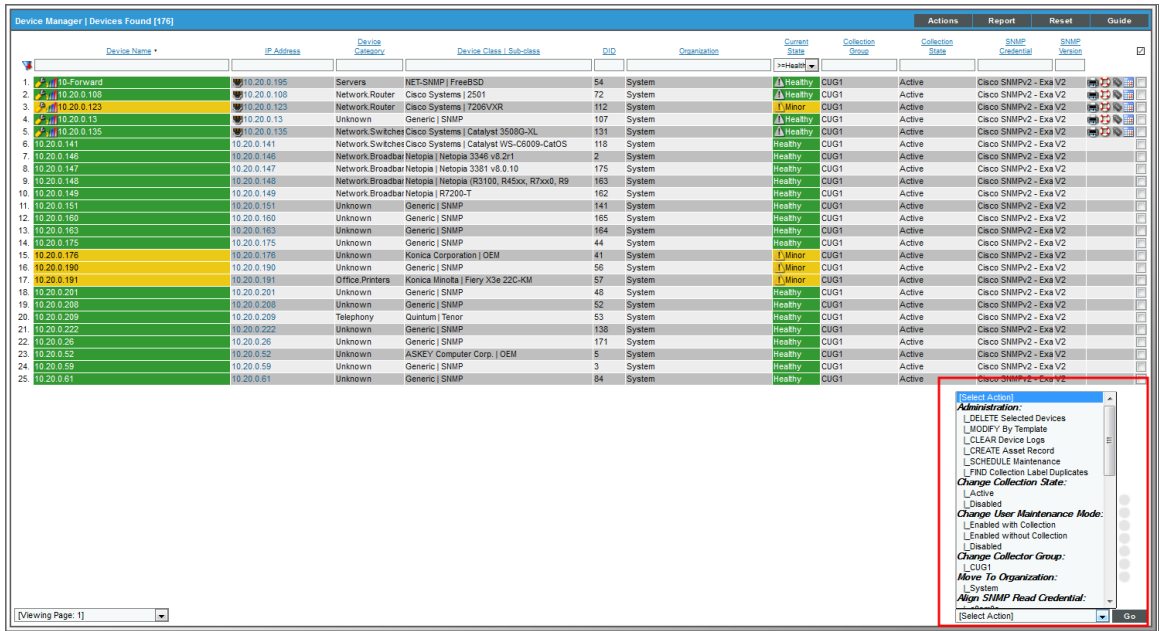 Device Manager | Devices Found [176] Actions Report Reset Guide
Device Name • IP Address Device Category Device Class | Sub-class DID Organization Current State Collection Group Collection State SNMP Credential SNMP Version
>=Health
1. 10-Forward 10.20.0.195 Servers NET-SNMP | FreeBSD 54 System Healthy CUG1 Active Cisco SNMPv2 - Exa V2
2. 10.20.0.108 10.20.0.108 Network.Router Cisco Systems | 2501 72 System Healthy CUG1 Active Cisco SNMPv2 - Exa V2
3. 10.20.0.123 10.20.0.123 Network.Router Cisco Systems | 7206VXR 112 System Minor CUG1 Active Cisco SNMPv2 - Exa V2
4. 10.20.0.13 10.20.0.13 Unknown Generic | SNMP 107 System Healthy CUG1 Active Cisco SNMPv2 - Exa V2
5. 10.20.0.135 10.20.0.135 Network.Switches Cisco Systems | Catalyst 3508G-XL 131 System Healthy CUG1 Active Cisco SNMPv2 - Exa V2
6. 10.20.0.141 10.20.0.141 Network.Switches Cisco Systems | Catalyst WS-C6009-CatOS 118 System Healthy CUG1 Active Cisco SNMPv2 - Exa V2
7. 10.20.0.146 10.20.0.146 Network.Broadbar Netopia | Netopia 3346 v8.2r1 2 System Healthy CUG1 Active Cisco SNMPv2 - Exa V2
8. 10.20.0.147 10.20.0.147 Network.Broadbar Netopia | Netopia 3381 v8.0.10 175 System Healthy CUG1 Active Cisco SNMPv2 - Exa V2
9. 10.20.0.148 10.20.0.148 Network.Broadbar Netopia | Netopia (R3100, R45xx, R7xx0, R9 163 System Healthy CUG1 Active Cisco SNMPv2 - Exa V2
10. 10.20.0.149 10.20.0.149 Network.Broadbar Netopia | R7200-T 162 System Healthy CUG1 Active Cisco SNMPv2 - Exa V2
11. 10.20.0.151 10.20.0.151 Unknown Generic | SNMP 141 System Healthy CUG1 Active Cisco SNMPv2 - Exa V2
12. 10.20.0.160 10.20.0.160 Unknown Generic | SNMP 165 System Healthy CUG1 Active Cisco SNMPv2 - Exa V2
13. 10.20.0.163 10.20.0.163 Unknown Generic | SNMP 164 System Healthy CUG1 Active Cisco SNMPv2 - Exa V2
14. 10.20.0.175 10.20.0.175 Unknown Generic | SNMP 44 System Healthy CUG1 Active Cisco SNMPv2 - Exa V2
15. 10.20.0.176 10.20.0.176 Unknown Konica Corporation | OEM 41 System Minor CUG1 Active Cisco SNMPv2 - Exa V2
16. 10.20.0.190 10.20.0.190 Unknown Generic | SNMP 56 System Minor CUG1 Active Cisco SNMPv2 - Exa V2
17. 10.20.0.191 10.20.0.191 Office.Printers Konica Minolta | Fiery X3e 22C-KM 57 System Minor CUG1 Active Cisco SNMPv2 - Exa V2
18. 10.20.0.201 10.20.0.201 Unknown Generic | SNMP 48 System Healthy CUG1 Active Cisco SNMPv2 - Exa V2
19. 10.20.0.208 10.20.0.208 Unknown Generic | SNMP 52 System Healthy CUG1 Active Cisco SNMPv2 - Exa V2
20. 10.20.0.209 10.20.0.209 Telephony Quintum | Tenor 53 System Healthy CUG1 Active Cisco SNMPv2 - Exa V2
21. 10.20.0.222 10.20.0.222 Unknown Generic | SNMP 138 System Healthy CUG1 Active Cisco SNMPv2 - Exa V2
22. 10.20.0.26 10.20.0.26 Unknown Generic | SNMP 171 System Healthy CUG1 Active Cisco SNMPv2 - Exa V2
23. 10.20.0.52 10.20.0.52 Unknown ASKEY Computer Corp. | OEM 5 System Healthy CUG1 Active Cisco SNMPv2 - Exa V2
24. 10.20.0.59 10.20.0.59 Unknown Generic | SNMP 3 System Healthy CUG1 Active Cisco SNMPv2 - Exa V2
25. 10.20.0.61 10.20.0.61 Unknown Generic | SNMP 84 System Healthy CUG1 Active Cisco SNMPv2 - Exa V2
[Select Action]
Administration:
|_DELETE Selected Devices
|_MODIFY By Template
|_CLEAR Device Logs
|_CREATE Asset Record
|_SCHEDULE Maintenance
|_FIND Collection Label Duplicates
Change Collection State:
|_Active
|_Disabled
Change User Maintenance Mode:
|_Enabled with Collection
|_Enabled without Collection
|_Disabled
Change Collector Group:
|_CUG1
Move To Organization:
|_System
Align SNMP Read Credential:
[Viewing Page: 1] [Select Action] Go